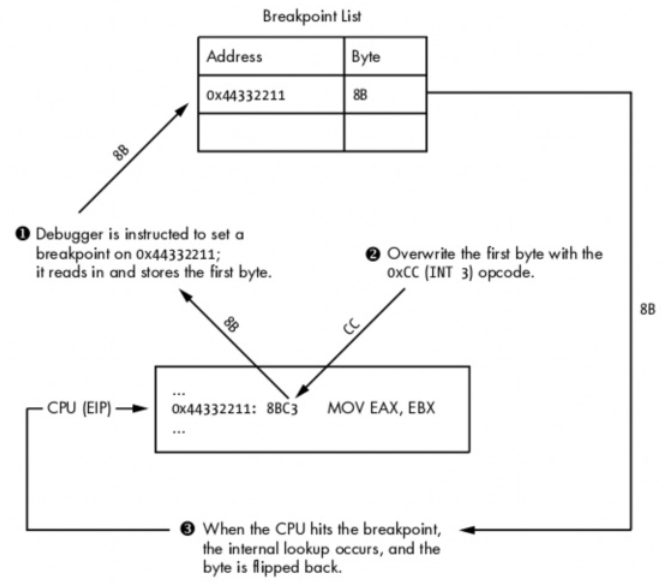 Breakpoint List
Address Byte
0x44332211 8B
8B
❶ Debugger is instructed to set a
breakpoint on 0x44332211;
it reads in and stores the first byte.
❷ Overwrite the first byte with the
0xCC (INT 3) opcode.
8B
8B
CC
...
CPU (EIP) 0x44332211: 8BC3 MOV EAX, EBX
...
❸ When the CPU hits the breakpoint,
the internal lookup occurs, and the
byte is flipped back.